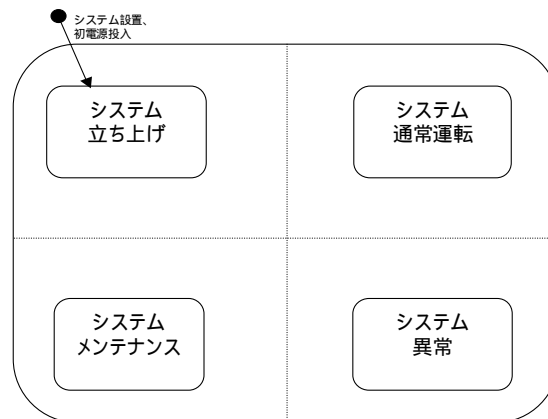 システム設置、
初電源投入
システム
立ち上げ
システム
通常運転
システム
メンテナンス
システム
異常